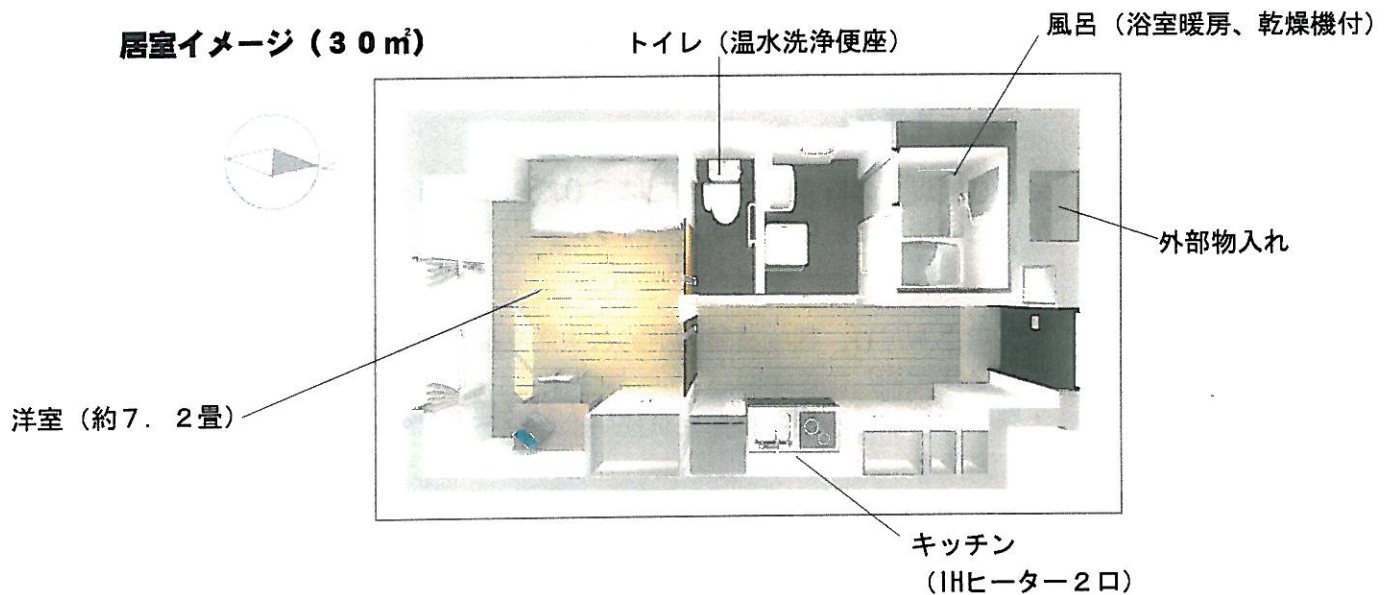 居室イメージ（３０㎡）
トイレ（温水洗浄便座）
風呂（浴室暖房、乾燥機付）
外部物入れ
洋室（約７．２畳）
キッチン
（IHヒーター２口）